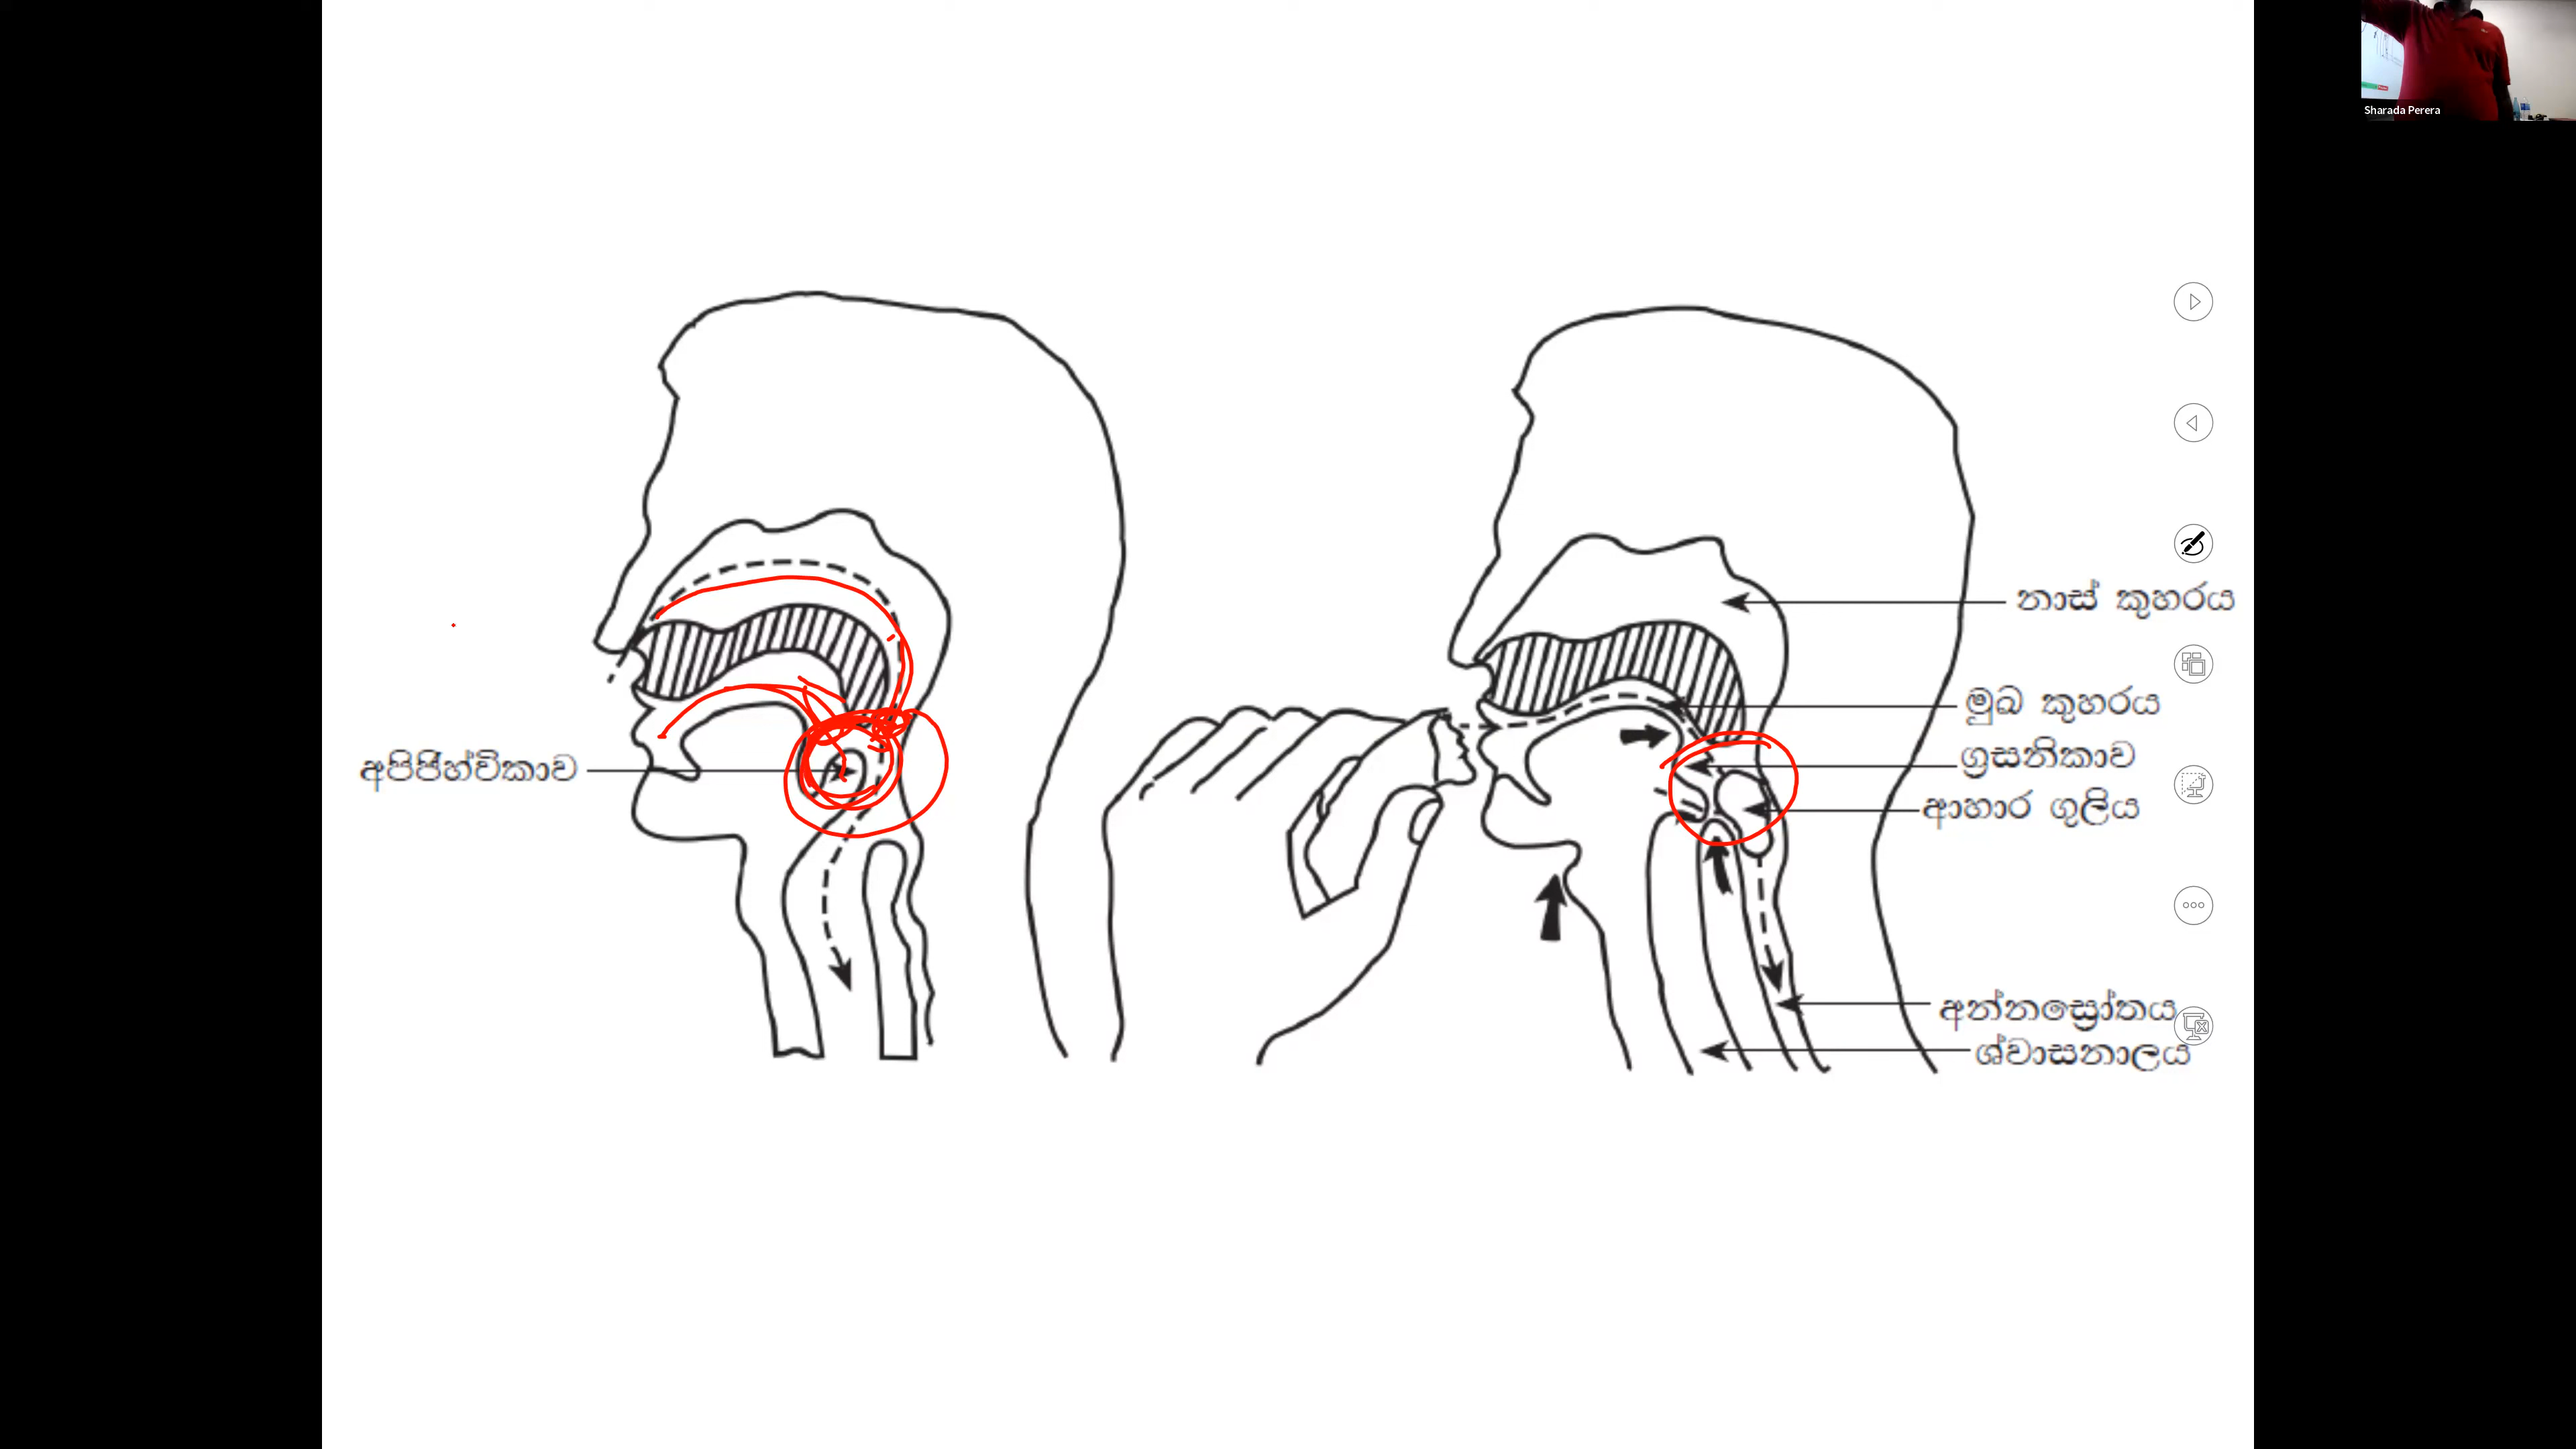 Sharada Perera
නාස් කුහරය
මුඛ කුහරය
ග්‍රසනිකාව
අපිජිහ්විකාව
ආහාර ගුලිය
අන්නස්‍රෝතය
ශ්වාසනාලය